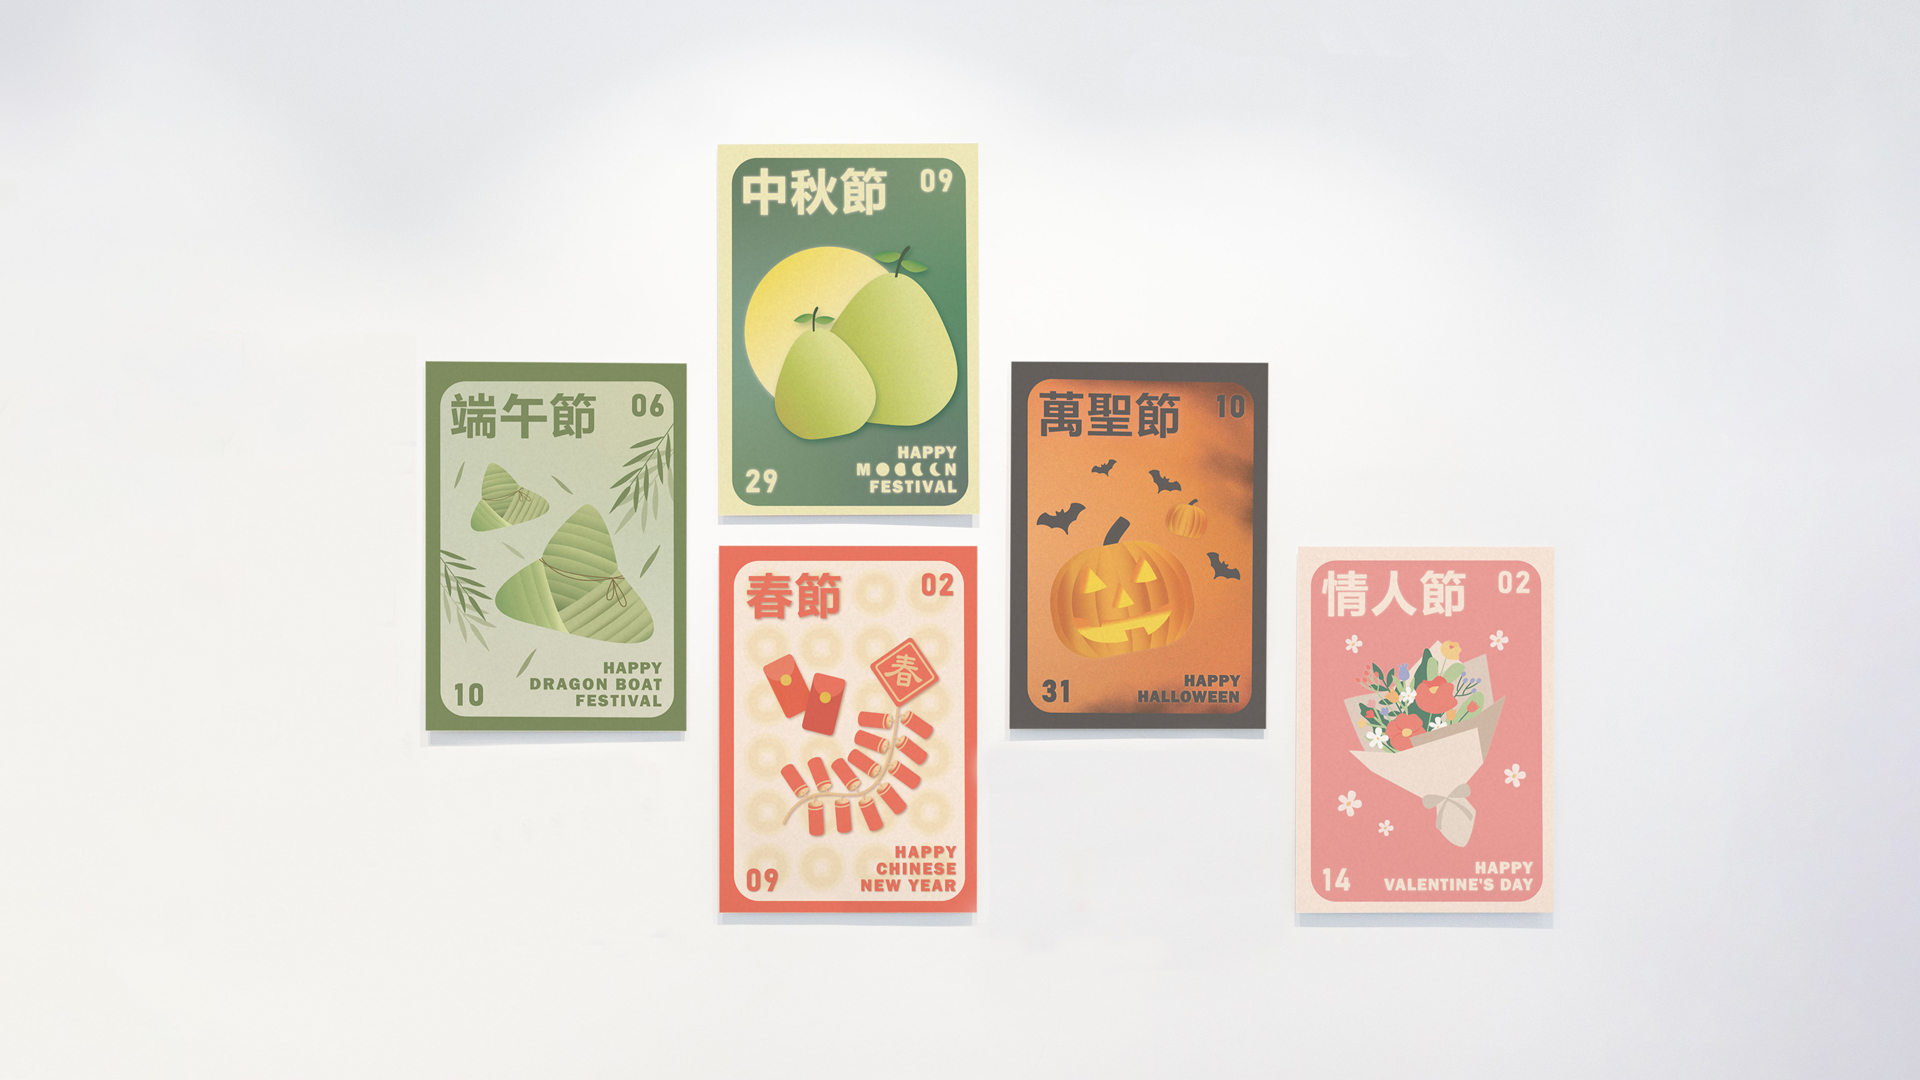 中秋節 09
29
HAPPY
MOON
FESTIVAL
端午節 06
10
HAPPY
DRAGON BOAT
FESTIVAL
萬聖節 10
31
HAPPY
HALLOWEEN
春節 02
春
09
HAPPY
CHINESE
NEW YEAR
情人節 02
14
HAPPY
VALENTINE'S DAY